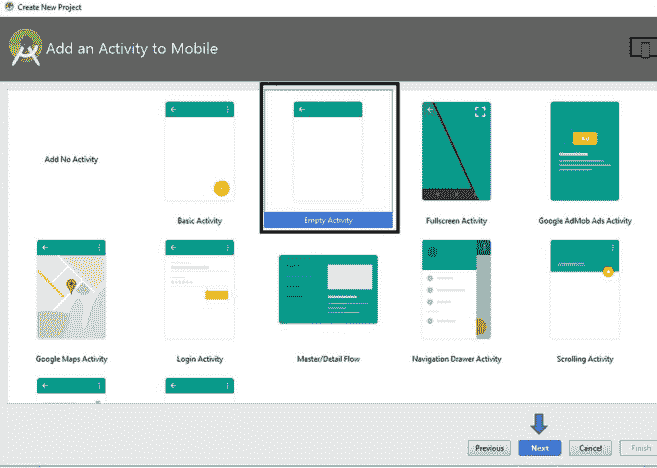 Create New Project
Add an Activity to Mobile
Add No Activity
Basic Activity
Empty Activity
Fullscreen Activity
Google AdMob Ads Activity
Google Maps Activity
Login Activity
Master/Detail Flow
Navigation Drawer Activity
Scrolling Activity
Previous
Next
Cancel
Finish